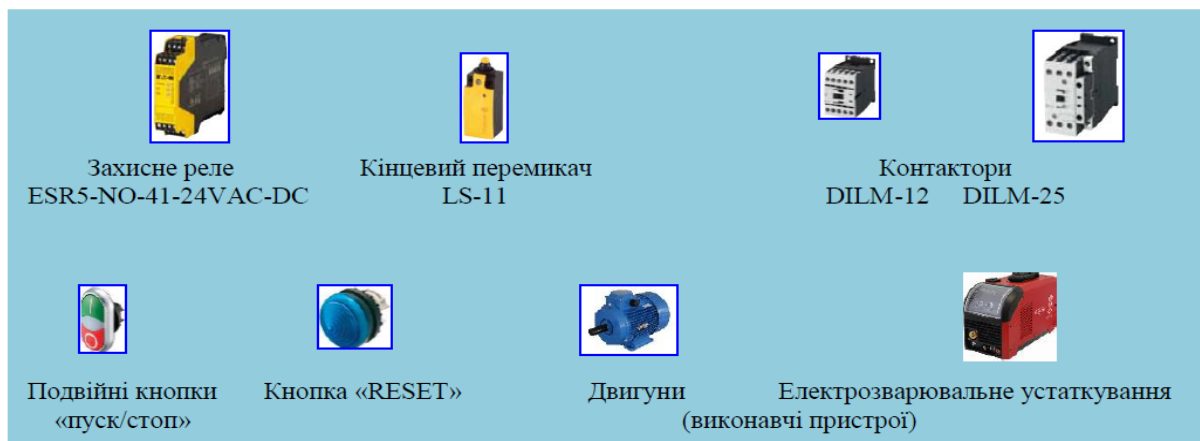 Захисне реле
ESR5-NO-41-24VAC-DC
Кінцевий перемикач
LS-11
Контактори
DILM-12 DILM-25
Подвійні кнопки
«пуск/стоп»
Кнопка «RESET»
Двигуни
Електрозварювальне устаткування
(виконавчі пристрої)